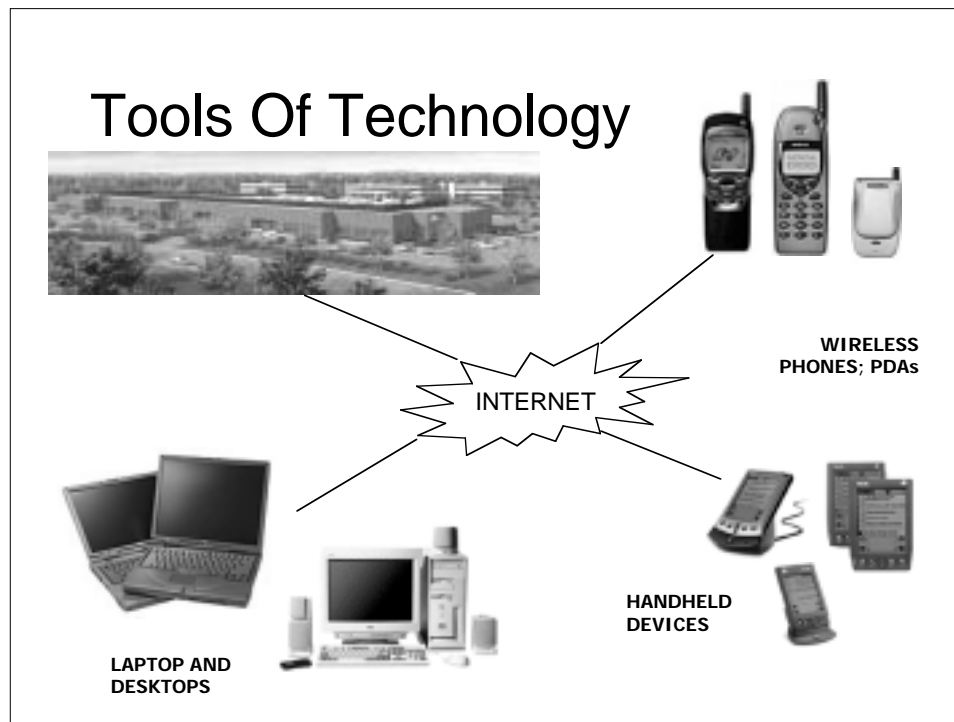 Tools Of Technology
WIRELESS
PHONES; PDAs
INTERNET
HANDHELD
DEVICES
LAPTOP AND
DESKTOPS